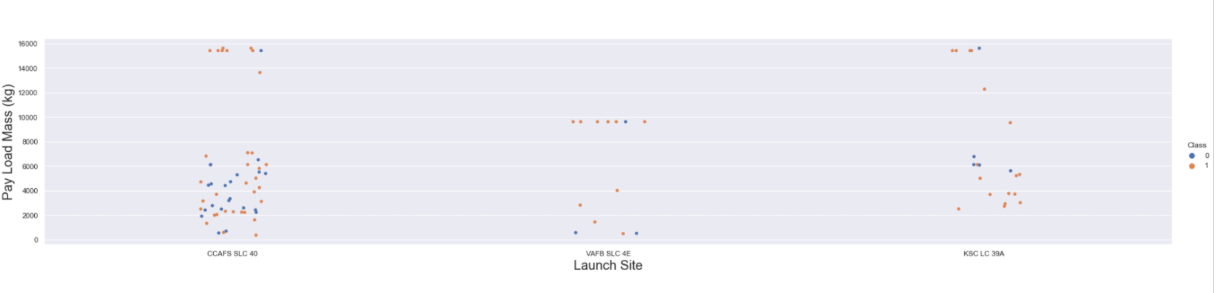 Pay Load Mass (kg)
16000
14000
12000
10000
8000
6000
4000
2000
0
CCAFS SLC 40
VAFB SLC 4E
KSC LC 39A
Launch Site
Class
0
1